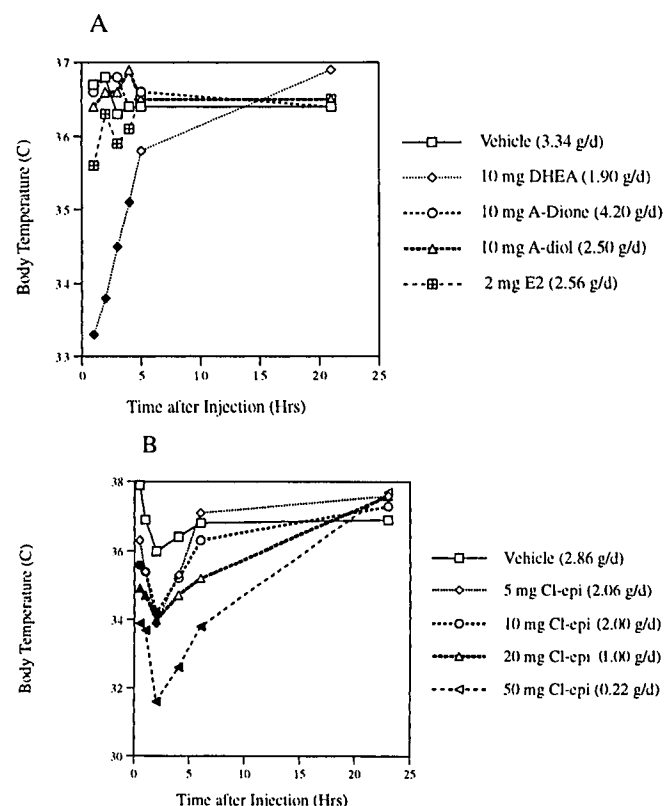 A
37
36
35
34
33
0
5
10
15
20
25
Body Temperature (C)
Time after Injection (Hrs)
Vehicle (3.34 g/d)
10 mg DHEA (1.90 g/d)
10 mg A-Dione (4.20 g/d)
10 mg A-diol (2.50 g/d)
2 mg E2 (2.56 g/d)
B
38
36
34
32
30
0
5
10
15
20
25
Body Temperature (C)
Time after Injection (Hrs)
Vehicle (2.86 g/d)
5 mg Cl-epi (2.06 g/d)
10 mg Cl-epi (2.00 g/d)
20 mg Cl-epi (1.00 g/d)
50 mg Cl-epi (0.22 g/d)